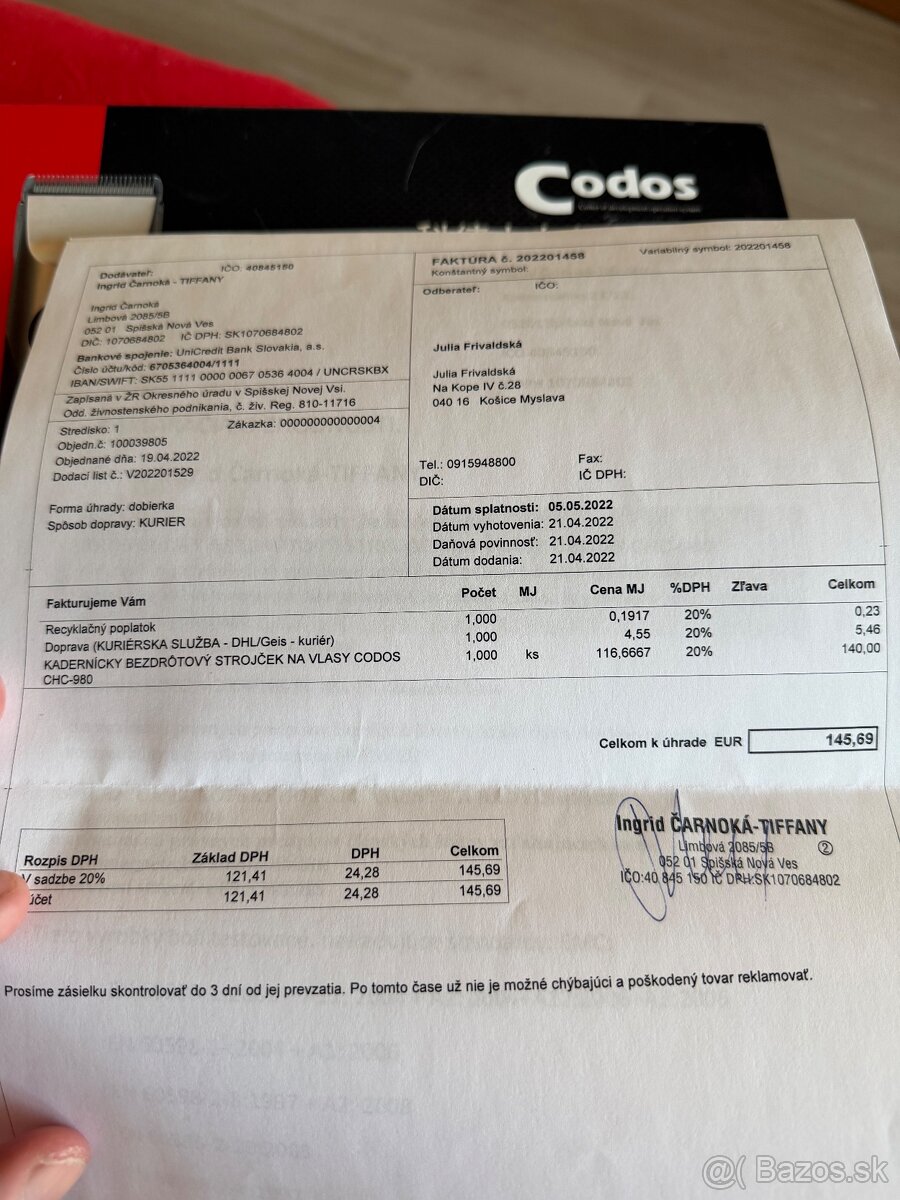 Codos
Dodávateľ: IČO: 40845150
Ingrid Čarnoká - TIFFANY
Ingrid Čarnoká
Limbová 2085/5B
052 01 Spišská Nová Ves
DIČ: 1070684802 IČ DPH: SK1070684802
Bankové spojenie: UniCredit Bank Slovakia, a.s.
Číslo účtu/kód: 6705364004/1111
IBAN/SWIFT: SK55 1111 0000 0067 0536 4004 / UNCRSKBX
Zapísaná v ŽR Okresného úradu v Spišskej Novej Vsi.
Odd. živnostenského podnikania, č. živ. Reg. 810-11716
Stredisko: 1 Zákazka: 000000000000004
Objedn.č: 100039805
Objednané dňa: 19.04.2022
Dodací list č.: V202201529
Forma úhrady: dobierka
Spôsob dopravy: KURIER
FAKTÚRA č. 202201458 Variabilný symbol: 202201458
Konštantný symbol:
Odberateľ: IČO:
Julia Frivaldská
Julia Frivaldská
Na Kope IV č.28
040 16 Košice Myslava
Tel.: 0915948800 Fax:
DIČ: IČ DPH:
Dátum splatnosti: 05.05.2022
Dátum vyhotovenia: 21.04.2022
Daňová povinnosť: 21.04.2022
Dátum dodania: 21.04.2022
Fakturujeme Vám Počet MJ Cena MJ %DPH Zľava Celkom
Recyklačný poplatok 1,000 0,1917 20% 0,23
Doprava (KURIÉRSKA SLUŽBA - DHL/Geis - kuriér) 1,000 4,55 20% 5,46
KADERNÍCKY BEZDRÔTOVÝ STROJČEK NA VLASY CODOS 1,000 ks 116,6667 20% 140,00
CHC-980
Celkom k úhrade EUR 145,69
Rozpis DPH Základ DPH DPH Celkom
V sadzbe 20% 121,41 24,28 145,69
účet 121,41 24,28 145,69
Ingrid ČARNOKÁ-TIFFANY
Limbová 2085/5B ②
052 01 Spišská Nová Ves
IČO:40 845 150 IČ DPH:SK1070684802
Prosíme zásielku skontrolovať do 3 dní od jej prevzatia. Po tomto čase už nie je možné chýbajúci a poškodený tovar reklamovať.
@( Bazos.sk